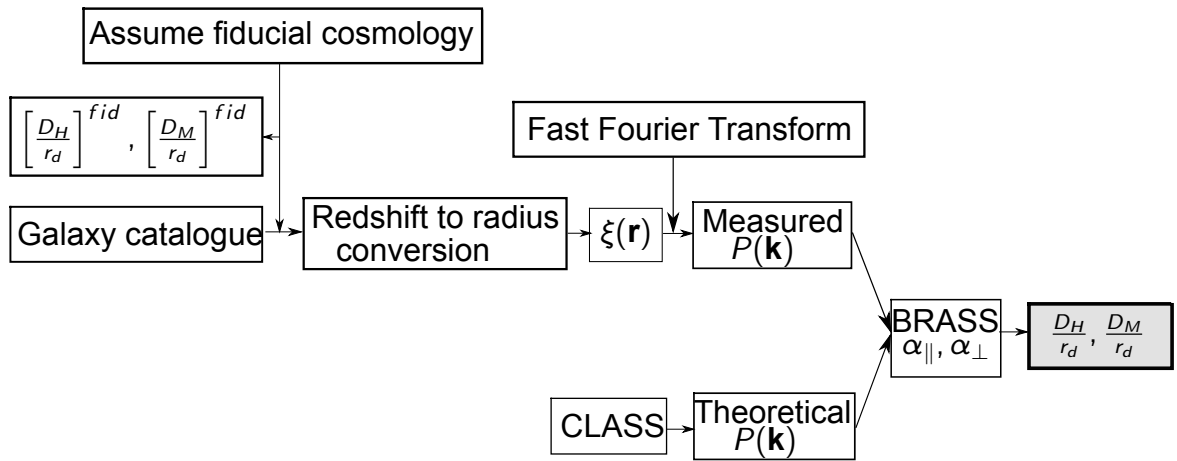 Assume fiducial cosmology
[D_H/r_d]^{fid}, [D_M/r_d]^{fid}
Fast Fourier Transform
Galaxy catalogue
Redshift to radius
conversion
ξ(r)
Measured
P(k)
BRASS
α_∥, α_⊥
D_H/r_d, D_M/r_d
CLASS
Theoretical
P(k)